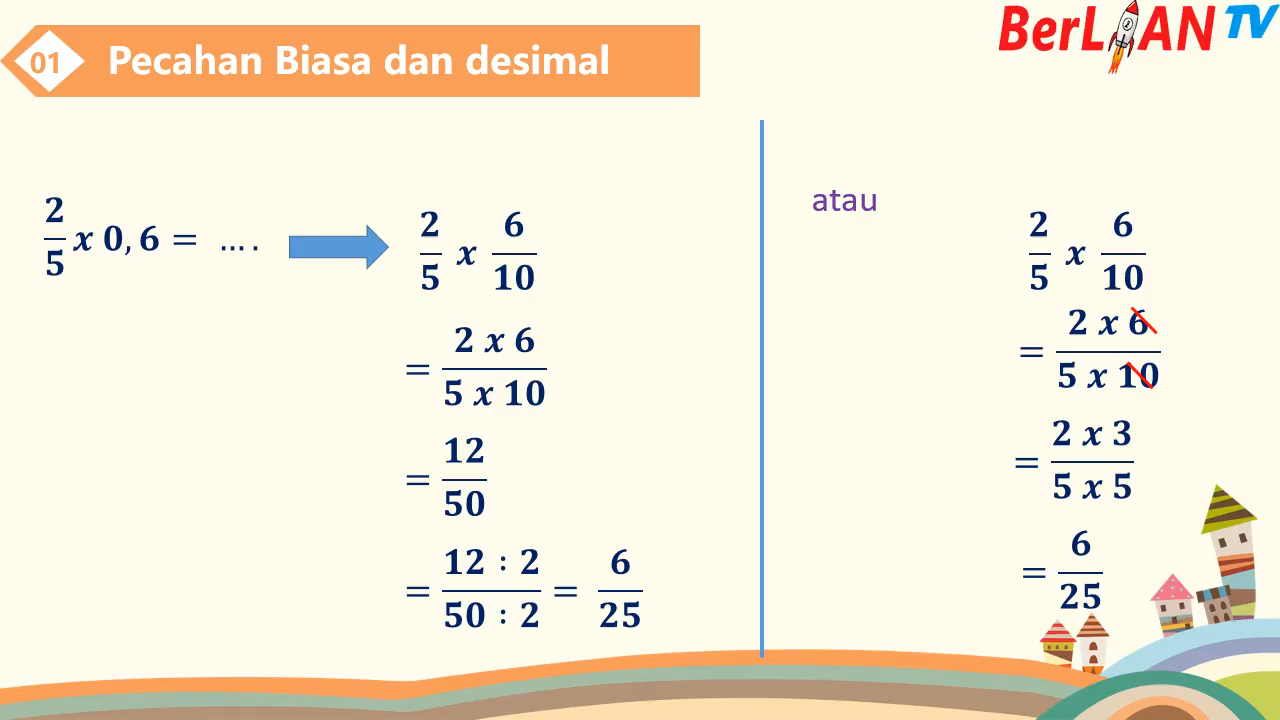 BerLIAN TV
01 Pecahan Biasa dan desimal
2/5 x 0,6 = ....
2/5 x 6/10
= (2 x 6)/(5 x 10)
= 12/50
= (12 : 2)/(50 : 2) = 6/25
atau
2/5 x 6/10
= (2 x 6)/(5 x 10)
= (2 x 3)/(5 x 5)
= 6/25